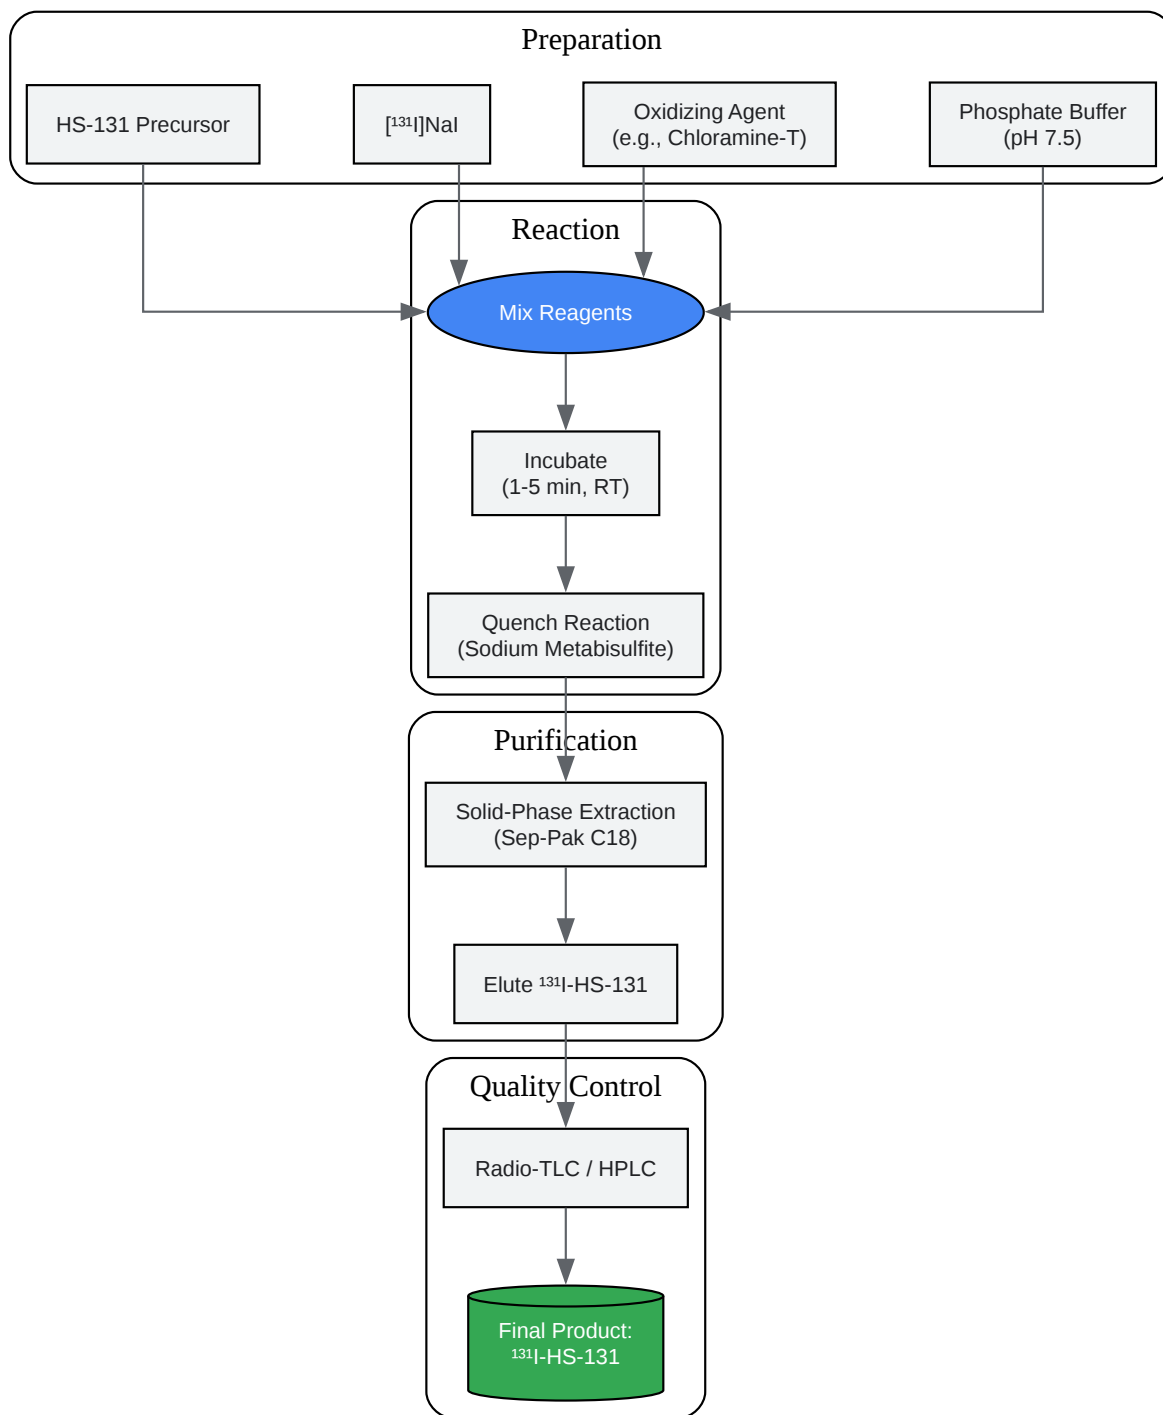 Preparation
HS-131 Precursor
[¹³¹I]NaI
Oxidizing Agent
(e.g., Chloramine-T)
Phosphate Buffer
(pH 7.5)
Reaction
Mix Reagents
Incubate
(1-5 min, RT)
Quench Reaction
(Sodium Metabisulfite)
Purification
Solid-Phase Extraction
(Sep-Pak C18)
Elute ¹³¹I-HS-131
Quality Control
Radio-TLC / HPLC
Final Product:
¹³¹I-HS-131